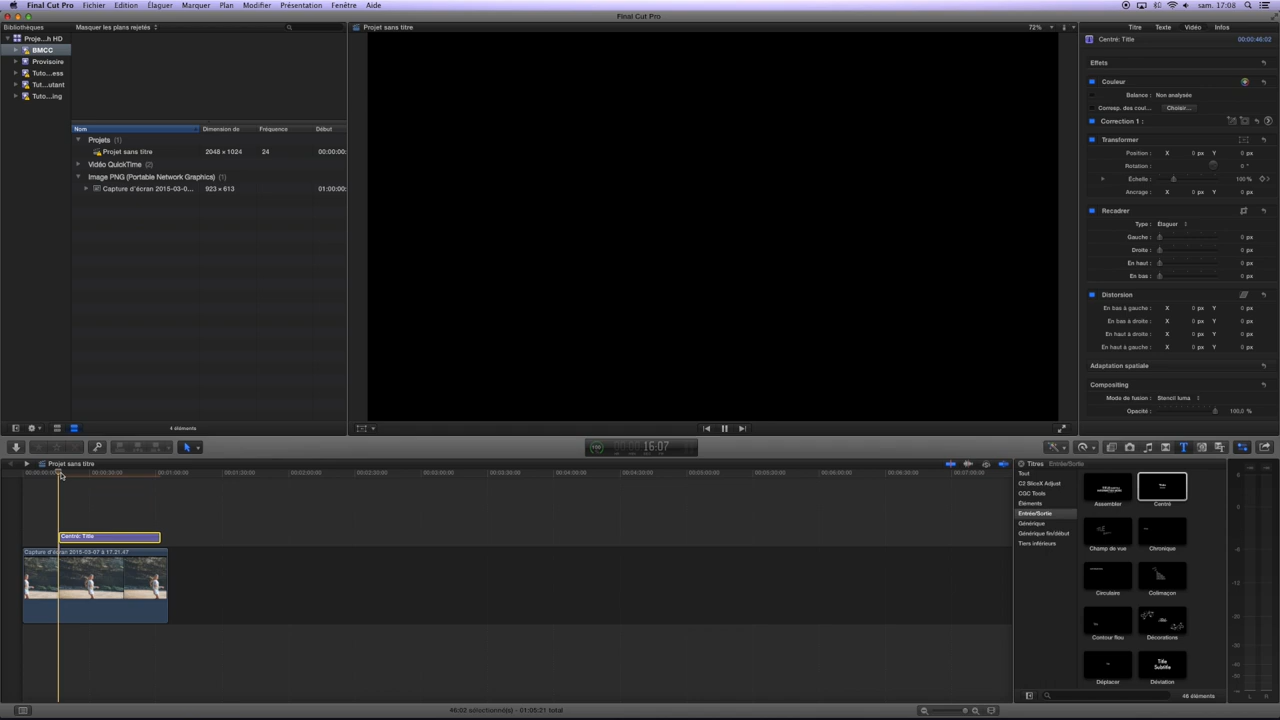 Final Cut Pro Fichier Édition Élaguer Marquer Plan Modifier Présentation Fenêtre Aide sam. 17:08
Final Cut Pro
Bibliothèques Masquer les plans rejetés Projet sans titre 72% Titre Texte Vidéo Infos
Proje...h HD
BMCC
Provisoire
Tuto...ess
Tut...utant
Tuto...ing
Nom Dimension de Fréquence Début
Projets (1)
Projet sans titre 2048 × 1024 24 00:00:00:
Vidéo QuickTime (2)
Image PNG (Portable Network Graphics) (1)
Capture d'écran 2015-03-0... 923 × 613 01:00:00:
4 éléments
Centré: Title 00:00:46:02
Effets
Couleur
Balance : Non analysée
Corresp. des coul... Choisir...
Correction 1 :
Transformer
Position : X 0 px Y 0 px
Rotation : 0 °
Échelle : 100 %
Ancrage : X 0 px Y 0 px
Recadrer
Type : Élaguer
Gauche : 0 px
Droite : 0 px
En haut : 0 px
En bas : 0 px
Distorsion
En bas à gauche : X 0 px Y 0 px
En bas à droite : X 0 px Y 0 px
En haut à droite : X 0 px Y 0 px
En haut à gauche : X 0 px Y 0 px
Adaptation spatiale
Compositing
Mode de fusion : Stencil luma
Opacité : 100,0 %
100 16:07
Projet sans titre
00:00:00:00 00:00:30:00 00:01:00:00 00:01:30:00 00:02:00:00 00:02:30:00 00:03:00:00 00:03:30:00 00:04:00:00 00:04:30:00 00:05:00:00 00:05:30:00 00:06:00:00 00:06:30:00 00:07:00:00
Centré: Title
Capture d'écran 2015-03-07 à 17.21.47
Titres Entrée/Sortie
Tout
C2 SliceX Adjust
CGC Tools
Éléments
Entrée/Sortie
Générique
Générique fin/début
Tiers inférieurs
Assembler Centré
Champ de vue Chronique
Circulaire Colimaçon
Contour flou Décorations
Title
Subtitle
Déplacer Déviation
46 éléments
46:02 sélectionné(s) - 01:05:21 total
L R